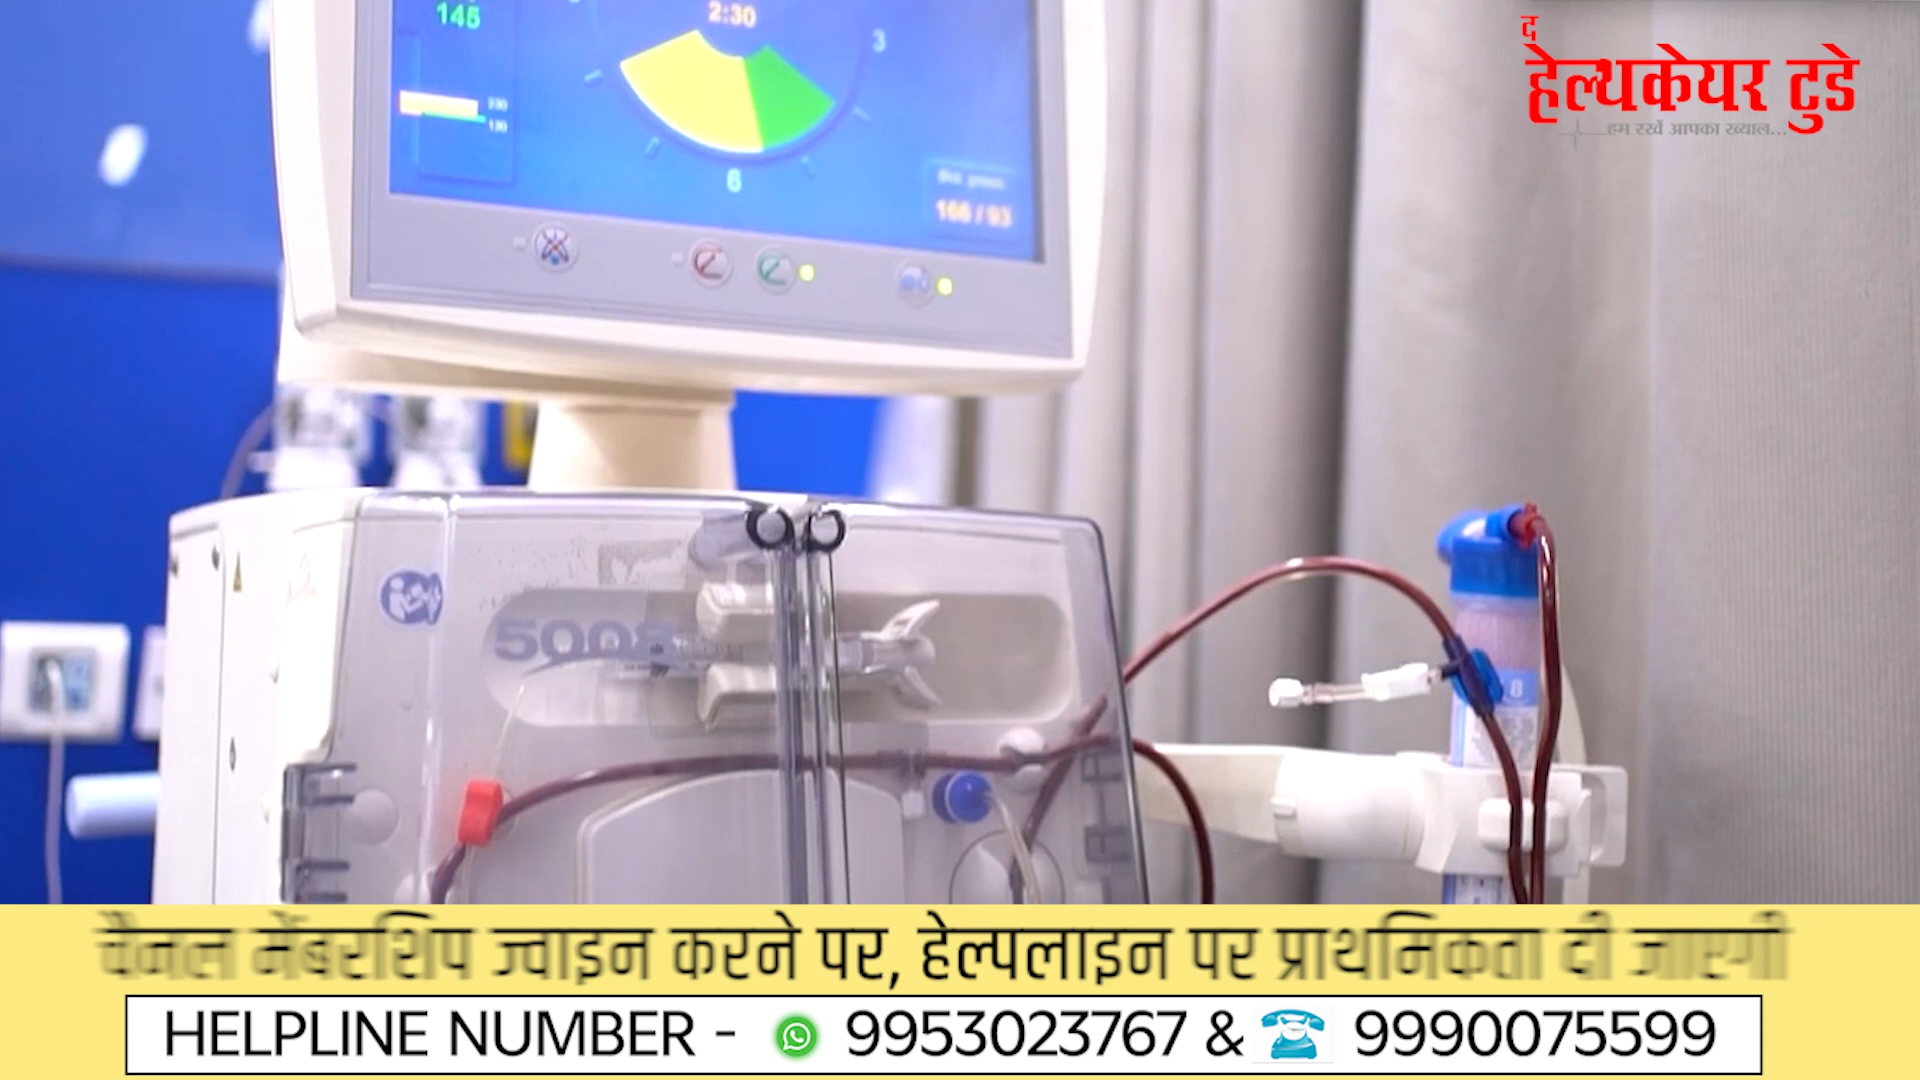 145
2:30
3
6
166 / 93
द
हेल्थकेयर टुडे
हम रखें आपका ख्याल...
5008
8
चैनल मेंबरशिप ज्वाइन करने पर, हेल्पलाइन पर प्राथमिकता दी जाएगी
HELPLINE NUMBER - 9953023767 & 9990075599